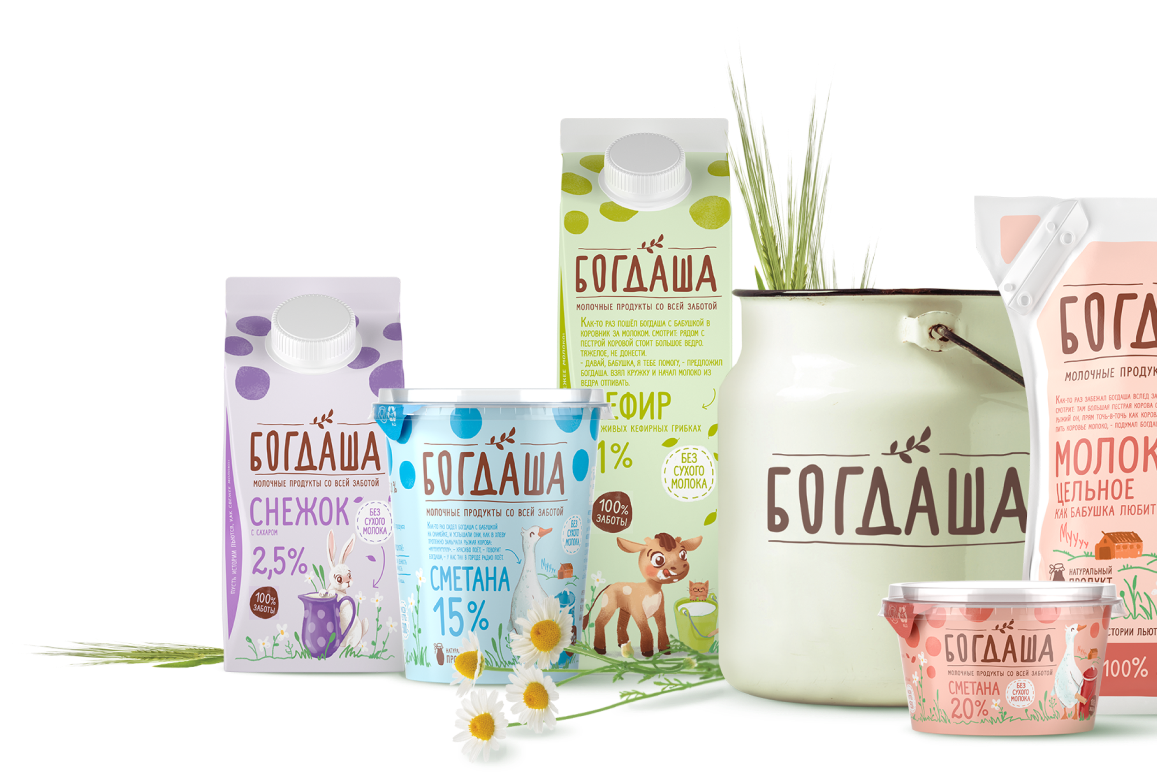 БОГДАША
МОЛОЧНЫЕ ПРОДУКТЫ СО ВСЕЙ ЗАБОТОЙ
СНЕЖОК
С САХАРОМ
БЕЗ
СУХОГО
МОЛОКА
2,5%
100%
ЗАБОТЫ
БОГДАША
МОЛОЧНЫЕ ПРОДУКТЫ СО ВСЕЙ ЗАБОТОЙ
БЕЗ
СУХОГО
МОЛОКА
Мууу
СМЕТАНА
15%
БОГДАША
МОЛОЧНЫЕ ПРОДУКТЫ СО ВСЕЙ ЗАБОТОЙ
Как-то раз пошёл Богдаша с бабушкой в
коровник за молоком. Смотрит: рядом с
пестрой коровой стоит большое ведро.
Тяжелое, не донести.
- Давай, бабушка, я тебе помогу, - предложил
Богдаша. Взял кружку и начал молоко из
ведра отпивать.
ЕФИР
ЖИВЫХ КЕФИРНЫХ ГРИБКАХ
1%
БЕЗ
СУХОГО
МОЛОКА
100%
ЗАБОТЫ
БОГДАША
БОГД
МОЛОЧНЫЕ ПРОДУК
МОЛОК
ЦЕЛЬНОЕ
КАК БАБУШКА ЛЮБИТ
Мууууу
НАТУРАЛЬНЫЙ
ПРОДУКТ
СТОРИИ ЛЬЮТ
100%
БОГДАША
МОЛОЧНЫЕ ПРОДУКТЫ СО ВСЕЙ ЗАБОТОЙ
СМЕТАНА
20%
БЕЗ
СУХОГО
МОЛОКА